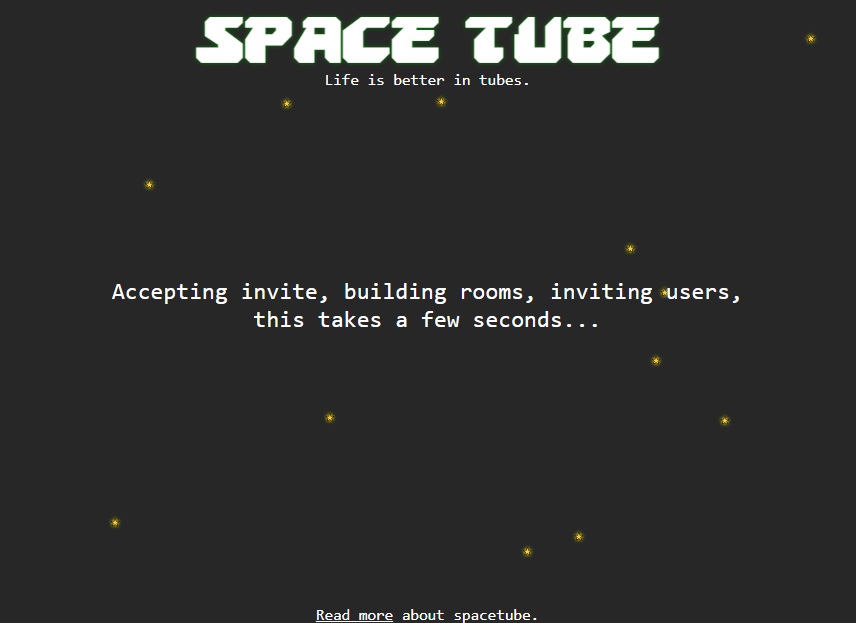 SPACE TUBE
Life is better in tubes.
Accepting invite, building rooms, inviting users,
this takes a few seconds...
Read more about spacetube.